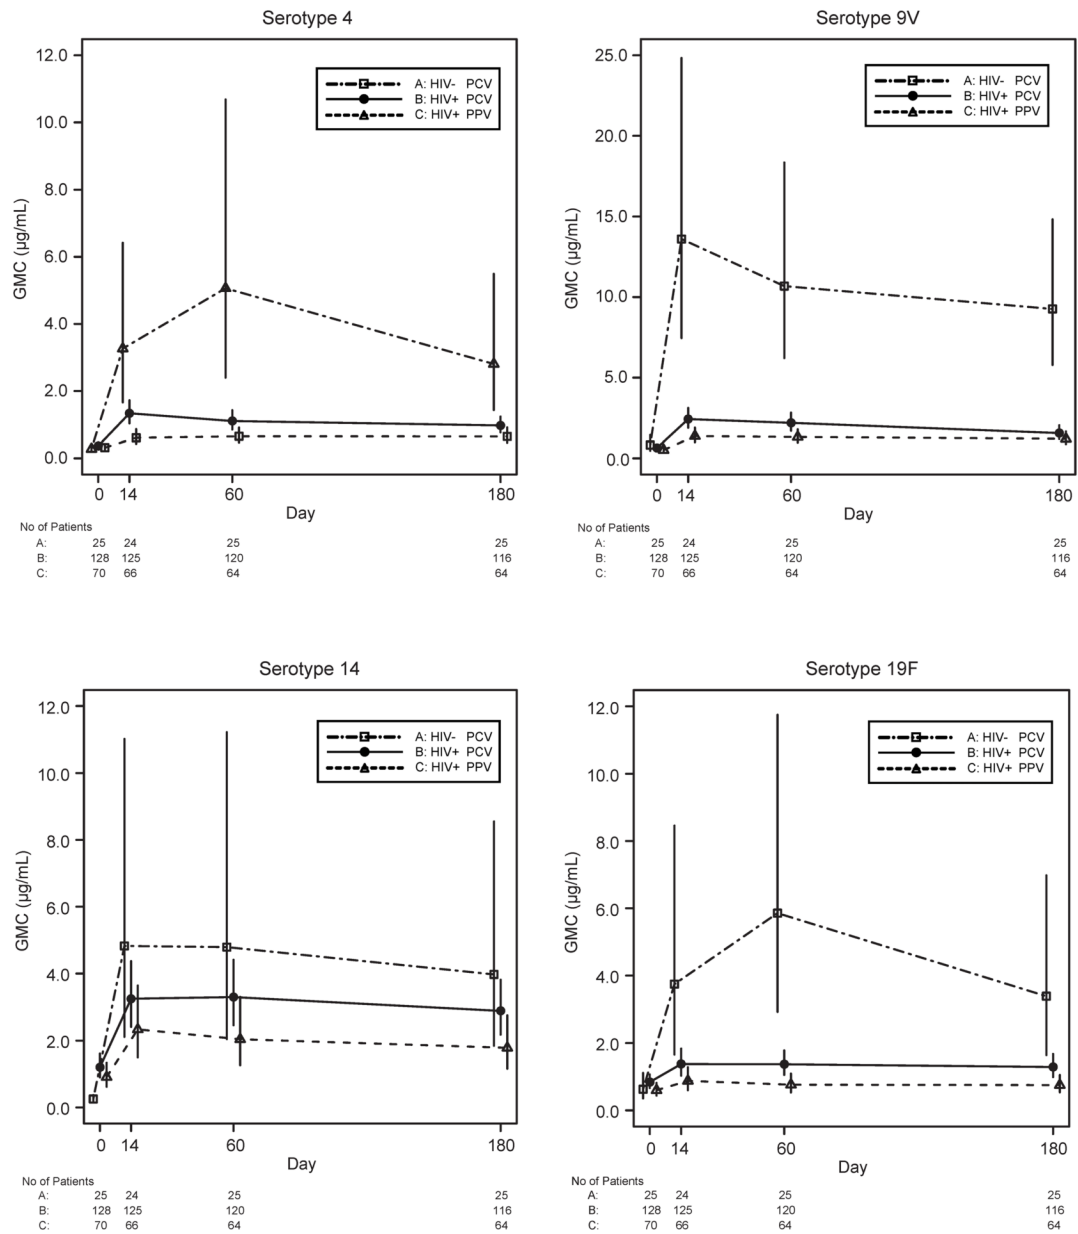 Serotype 4
12.0
10.0
8.0
6.0
4.0
2.0
0.0
GMC (µg/mL)
A: HIV- PCV
B: HIV+ PCV
C: HIV+ PPV
0 14 60 180
Day
No of Patients
A: 25 24 25 25
B: 128 125 120 116
C: 70 66 64 64
Serotype 9V
25.0
20.0
15.0
10.0
5.0
0.0
GMC (µg/mL)
A: HIV- PCV
B: HIV+ PCV
C: HIV+ PPV
0 14 60 180
Day
No of Patients
A: 25 24 25 25
B: 128 125 120 116
C: 70 66 64 64
Serotype 14
12.0
10.0
8.0
6.0
4.0
2.0
0.0
GMC (µg/mL)
A: HIV- PCV
B: HIV+ PCV
C: HIV+ PPV
0 14 60 180
Day
No of Patients
A: 25 24 25 25
B: 128 125 120 116
C: 70 66 64 64
Serotype 19F
12.0
10.0
8.0
6.0
4.0
2.0
0.0
GMC (µg/mL)
A: HIV- PCV
B: HIV+ PCV
C: HIV+ PPV
0 14 60 180
Day
No of Patients
A: 25 24 25 25
B: 128 125 120 116
C: 70 66 64 64